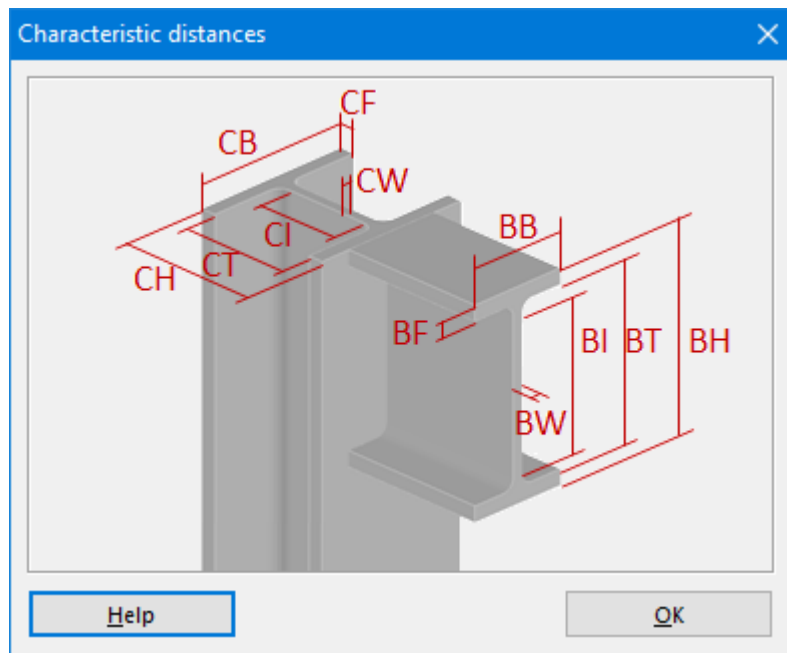 Characteristic distances
CF
CB
CW
CI
BB
CT
CH
BF
BI
BT
BH
BW
Help
OK